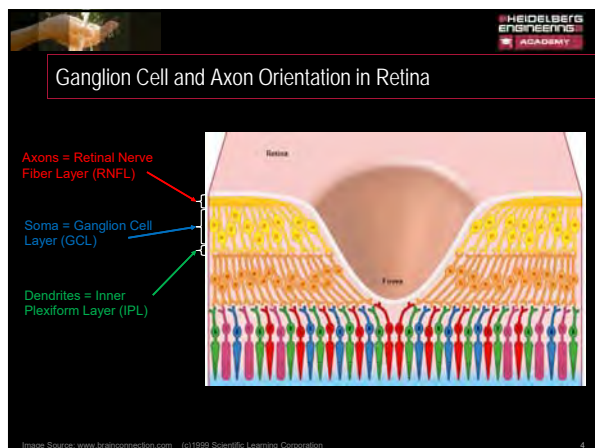 HEIDELBERG
ENGINEERING
ACADEMY
Ganglion Cell and Axon Orientation in Retina
Axons = Retinal Nerve
Fiber Layer (RNFL)
Soma = Ganglion Cell
Layer (GCL)
Dendrites = Inner
Plexiform Layer (IPL)
Retina
Fovea
Image Source: www.brainconnection.com (c)1999 Scientific Learning Corporation
4